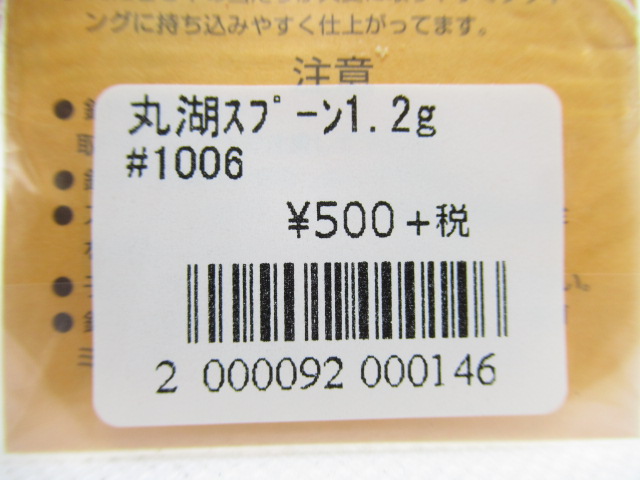 ングに持ち込みやすく仕上がってます。
注意
丸湖ｽﾌﾟｰﾝ1.2g
#1006
¥500+税
2 000092 000146